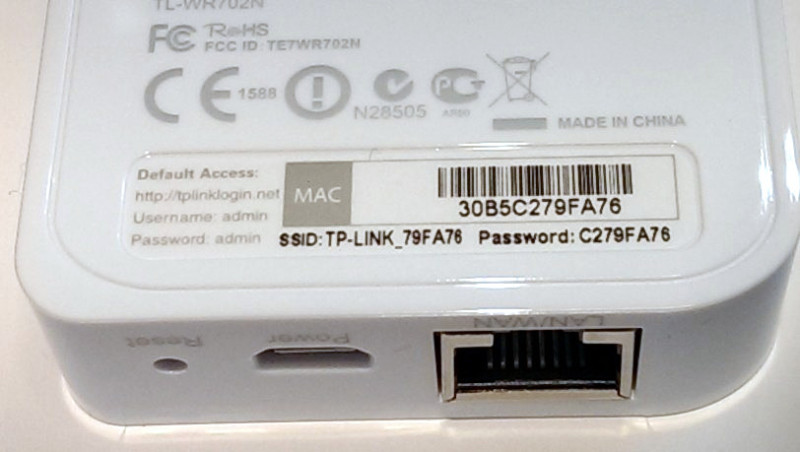 TL-WR702N
FC RoHS
FCC ID: TE7WR702N
CE 1588 N28505 PCT
MADE IN CHINA
Default Access:
http://tplinklogin.net
Username: admin
Password: admin
MAC
30B5C279FA76
SSID: TP-LINK_79FA76 Password: C279FA76
Reset Power LAN/WAN